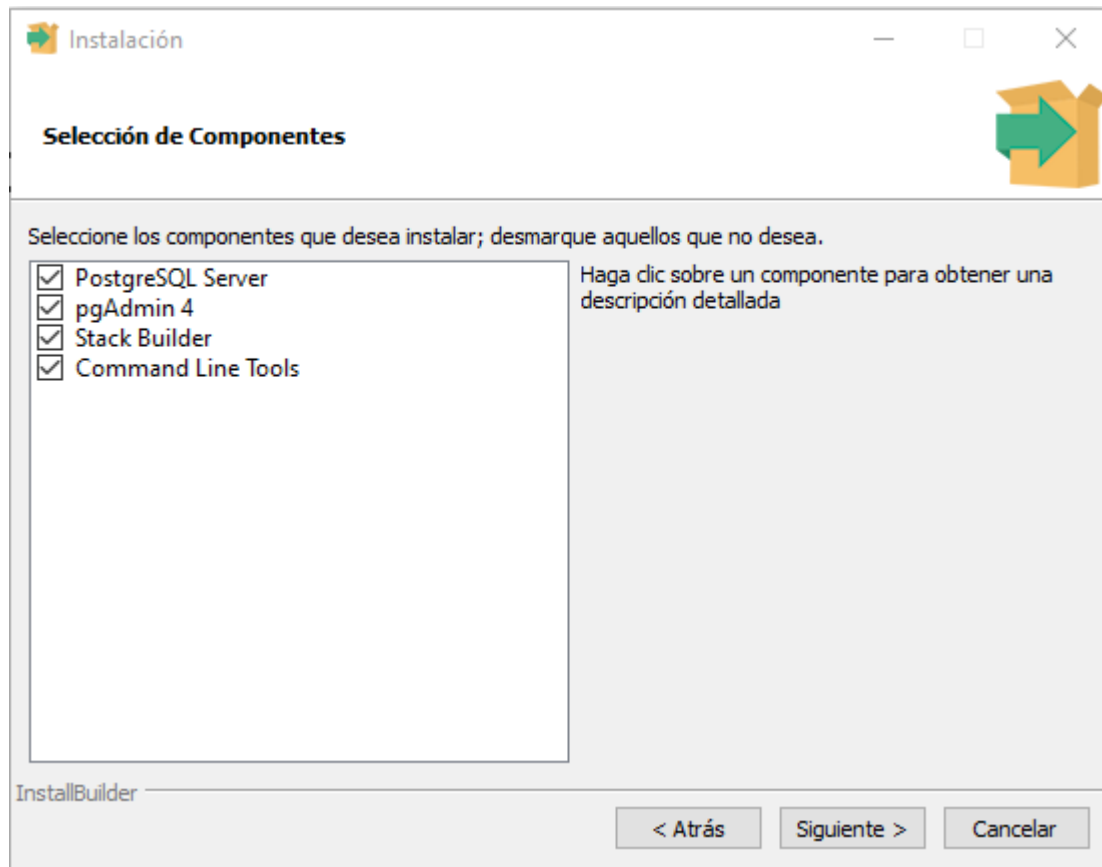 Instalación
Selección de Componentes
Seleccione los componentes que desea instalar; desmarque aquellos que no desea.
PostgreSQL Server
pgAdmin 4
Stack Builder
Command Line Tools
Haga clic sobre un componente para obtener una
descripción detallada
InstallBuilder
< Atrás
Siguiente >
Cancelar